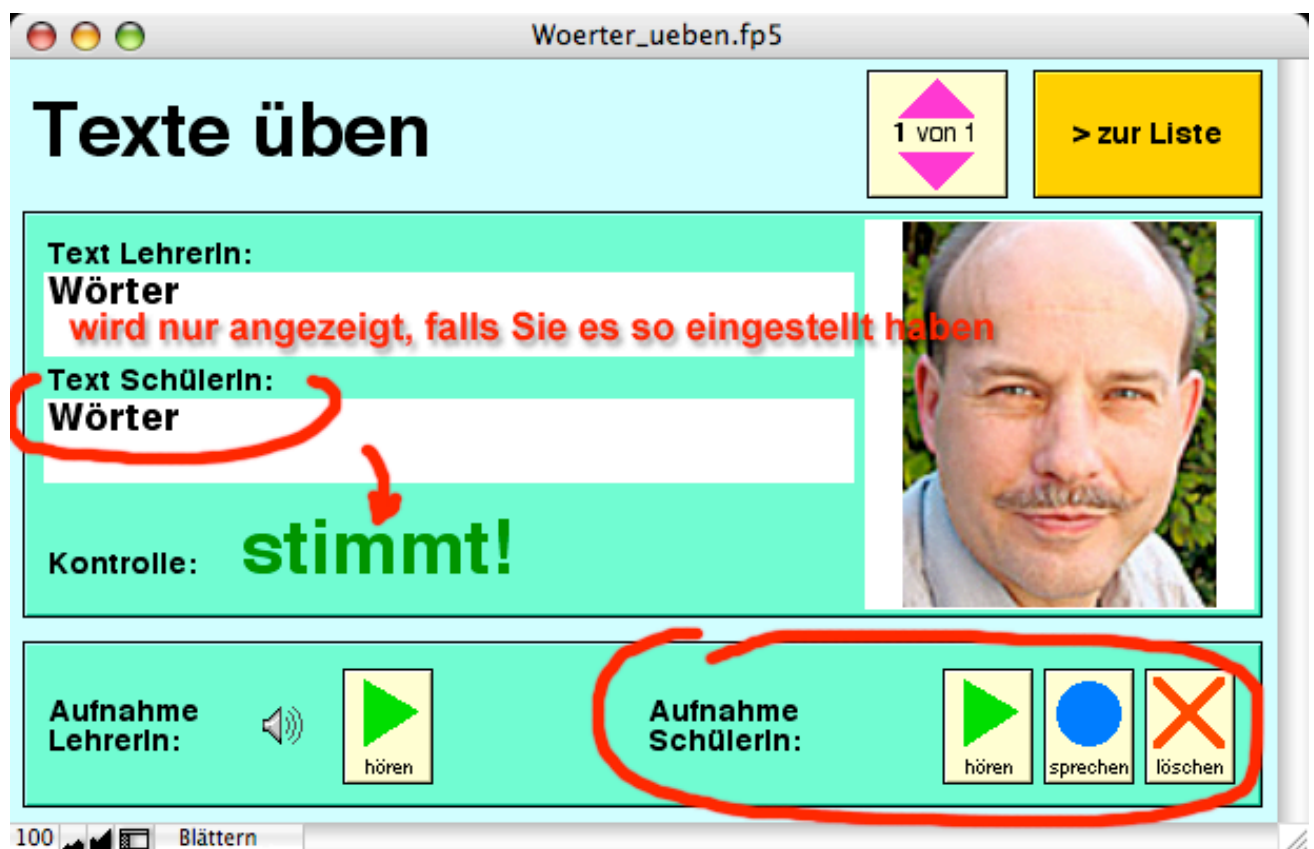 Woerter_ueben.fp5
Texte üben
1 von 1
> zur Liste
Text LehrerIn:
Wörter
wird nur angezeigt, falls Sie es so eingestellt haben
Text SchülerIn:
Wörter
Kontrolle: stimmt!
Aufnahme
LehrerIn:
hören
Aufnahme
SchülerIn:
hören
sprechen
löschen
100
Blättern